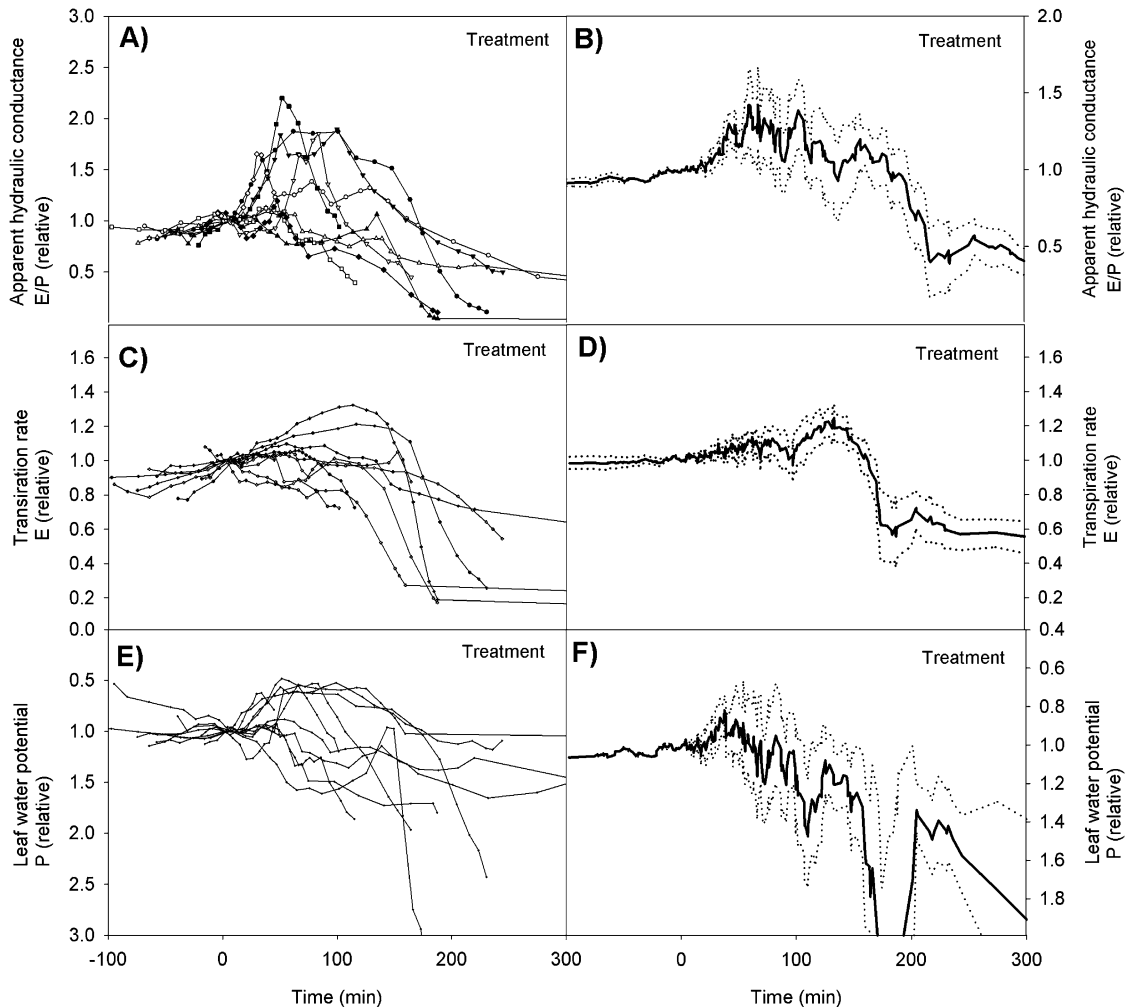 A)
Treatment
B)
Treatment
3.0
2.5
2.0
1.5
1.0
0.5
Apparent hydraulic conductance
E/P (relative)
2.0
1.5
1.0
0.5
Apparent hydraulic conductance
E/P (relative)
C)
Treatment
D)
Treatment
1.6
1.4
1.2
1.0
0.8
0.6
0.4
0.2
0.0
Transiration rate
E (relative)
1.6
1.4
1.2
1.0
0.8
0.6
0.4
0.2
Transpiration rate
E (relative)
E)
Treatment
F)
Treatment
0.5
1.0
1.5
2.0
2.5
3.0
Leaf water potential
P (relative)
0.4
0.6
0.8
1.0
1.2
1.4
1.6
1.8
Leaf water potential
P (relative)
-100
0
100
200
300
0
100
200
300
Time (min)
Time (min)